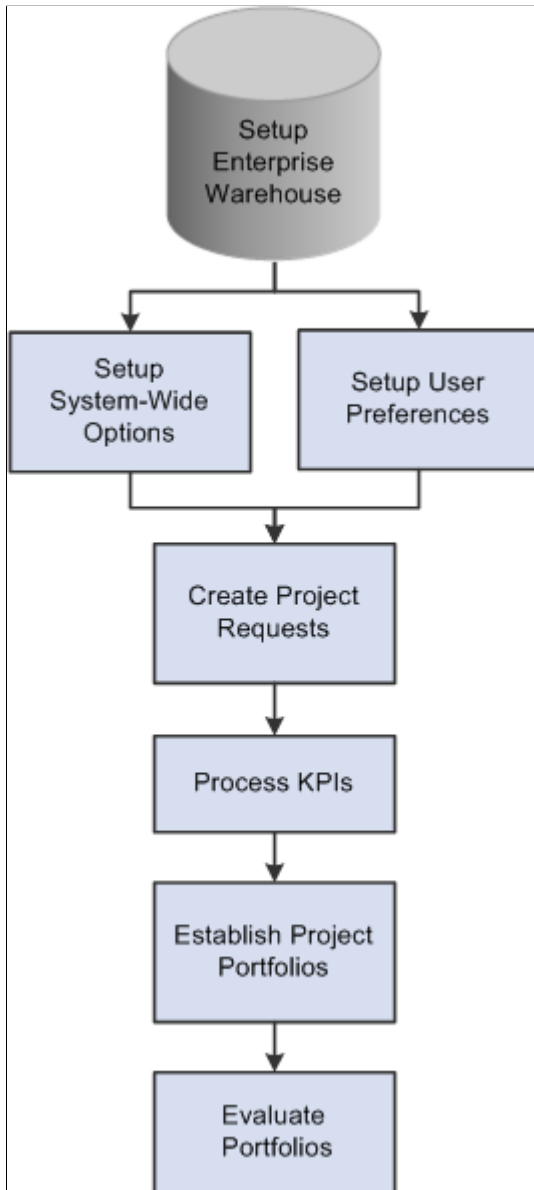 Setup
Enterprise
Warehouse
Setup
System-Wide
Options
Setup User
Preferences
Create Project
Requests
Process KPIs
Establish Project
Portfolios
Evaluate
Portfolios